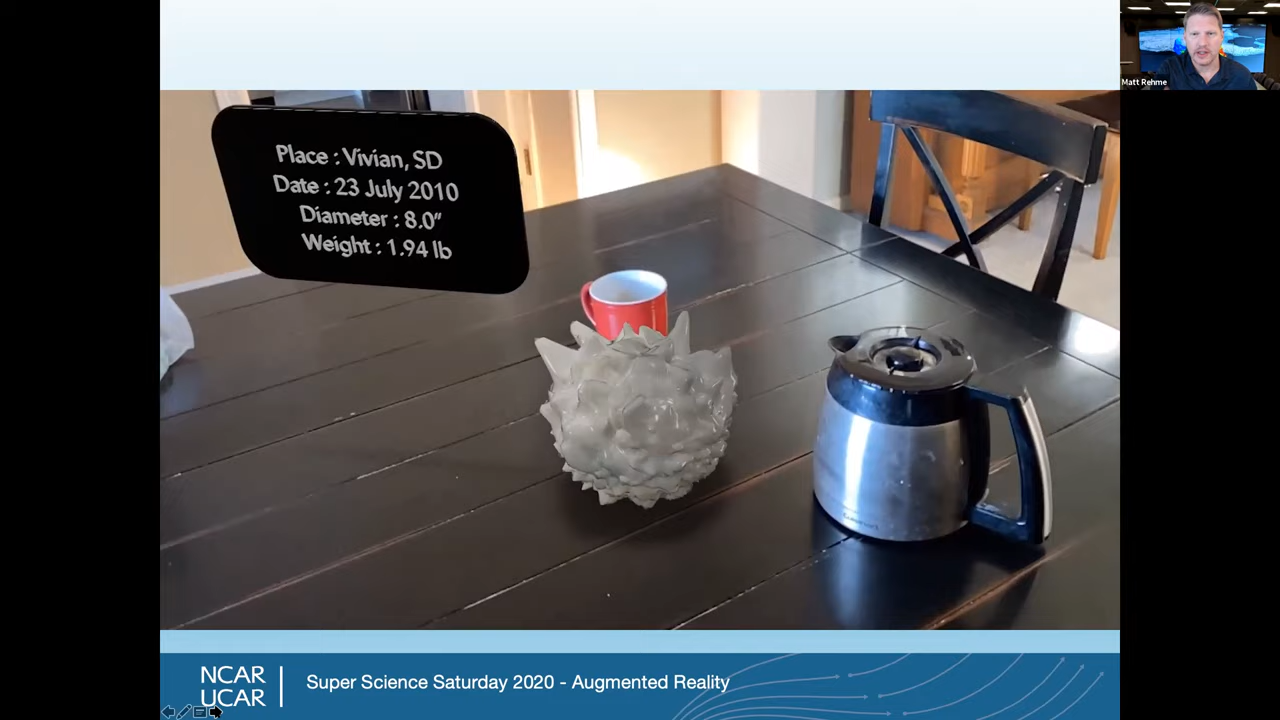 Matt Rehme
Place : Vivian, SD
Date : 23 July 2010
Diameter : 8.0"
Weight : 1.94 lb
NCAR
UCAR
Super Science Saturday 2020 - Augmented Reality